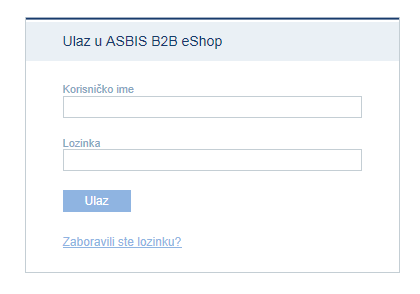 Ulaz u ASBIS B2B eShop
Korisničko ime
Lozinka
Ulaz
Zaboravili ste lozinku?